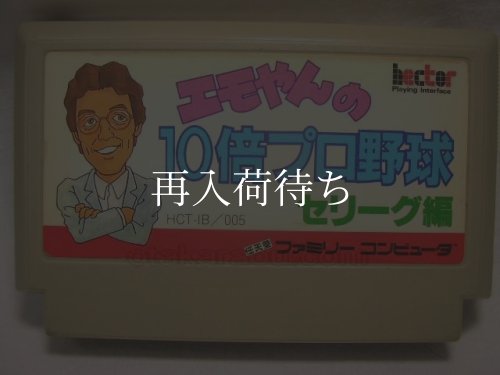 hector
Playing Interface
エモやんの
10倍プロ野球
再入荷待ち
セリーグ編
HCT-IB/005
任天堂 ファミリー コンピュータ